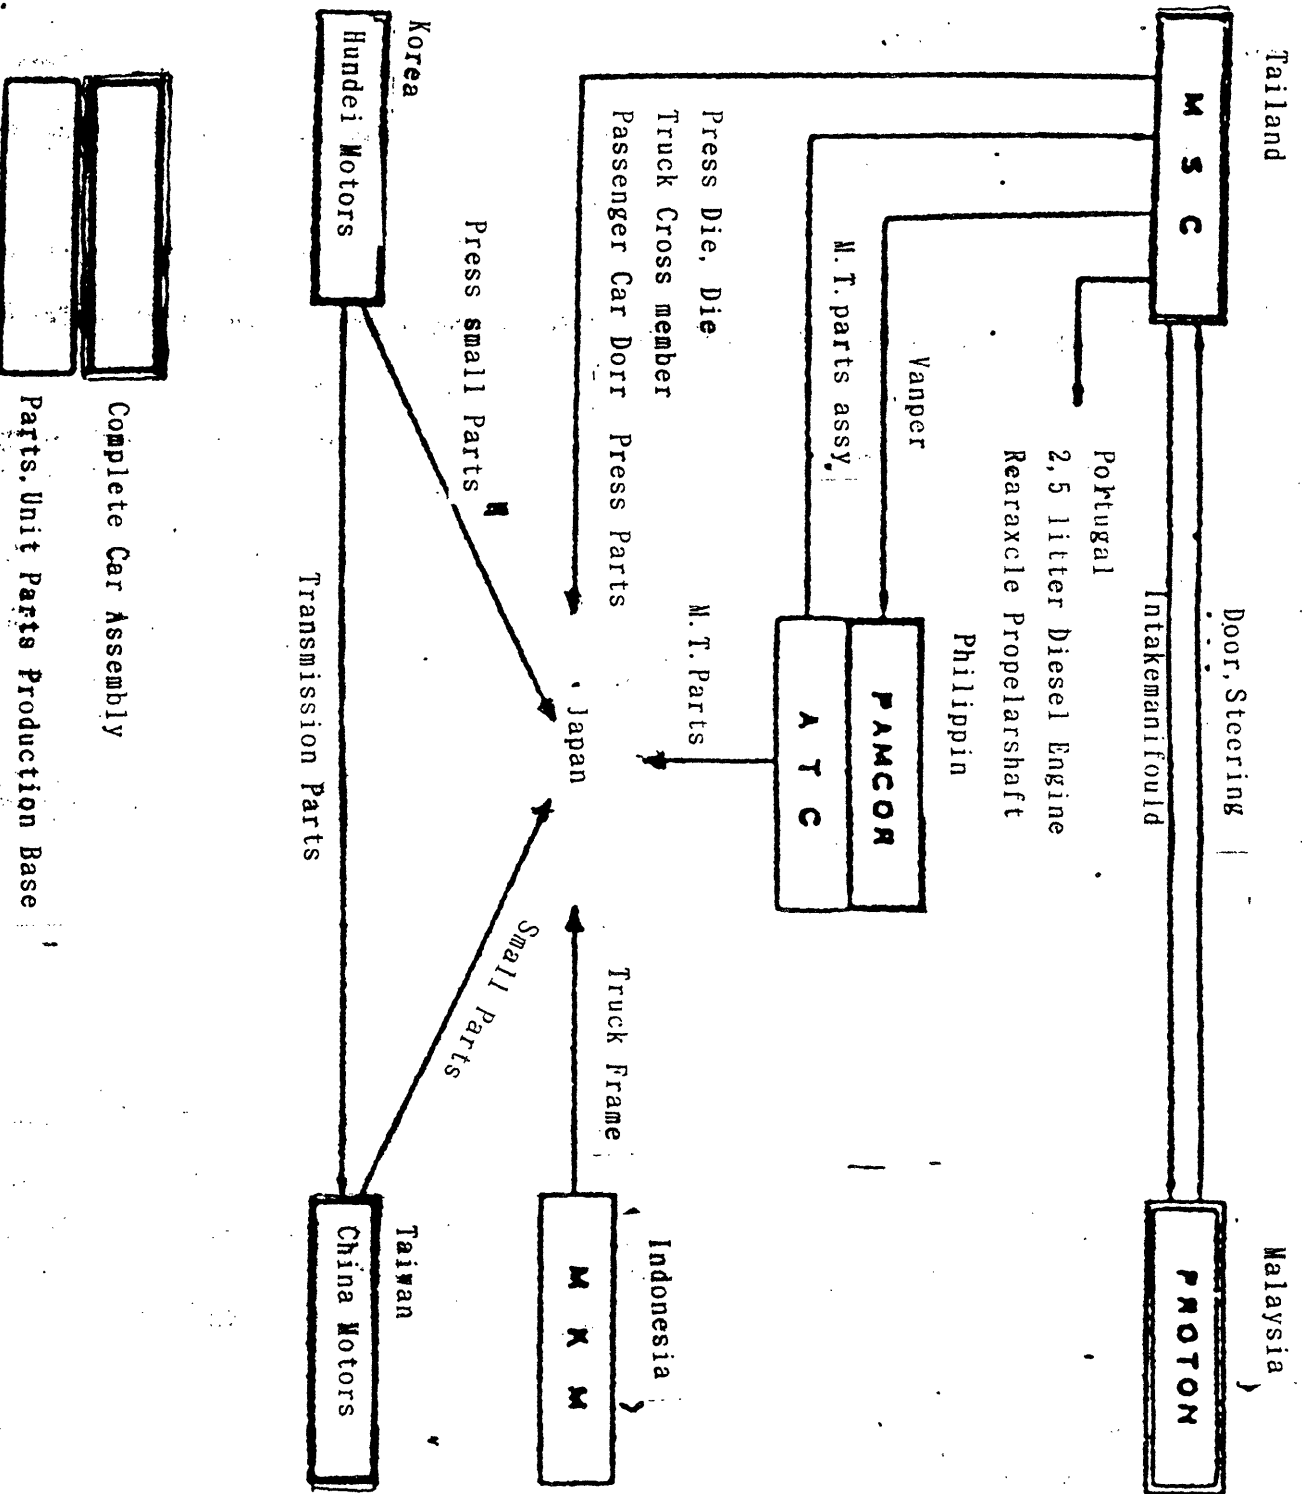 Tailand
M S C
Malaysia
PROTON
Door, Steering
Intakemanifould
Portugal
2,5 litter Diesel Engine
Rearaxcle Propelarshaft
Philippin
PAMCOR
A T C
Vanper
M.T.parts assy,
M.T.Parts
Press Die, Die
Truck Cross member
Passenger Car Dorr Press Parts
Japan
Indonesia
M K M
Truck Frame
Korea
Hundei Motors
Press small Parts
Small Parts
Taiwan
China Motors
Transmission Parts
Complete Car Assembly
Parts,Unit Parts Production Base